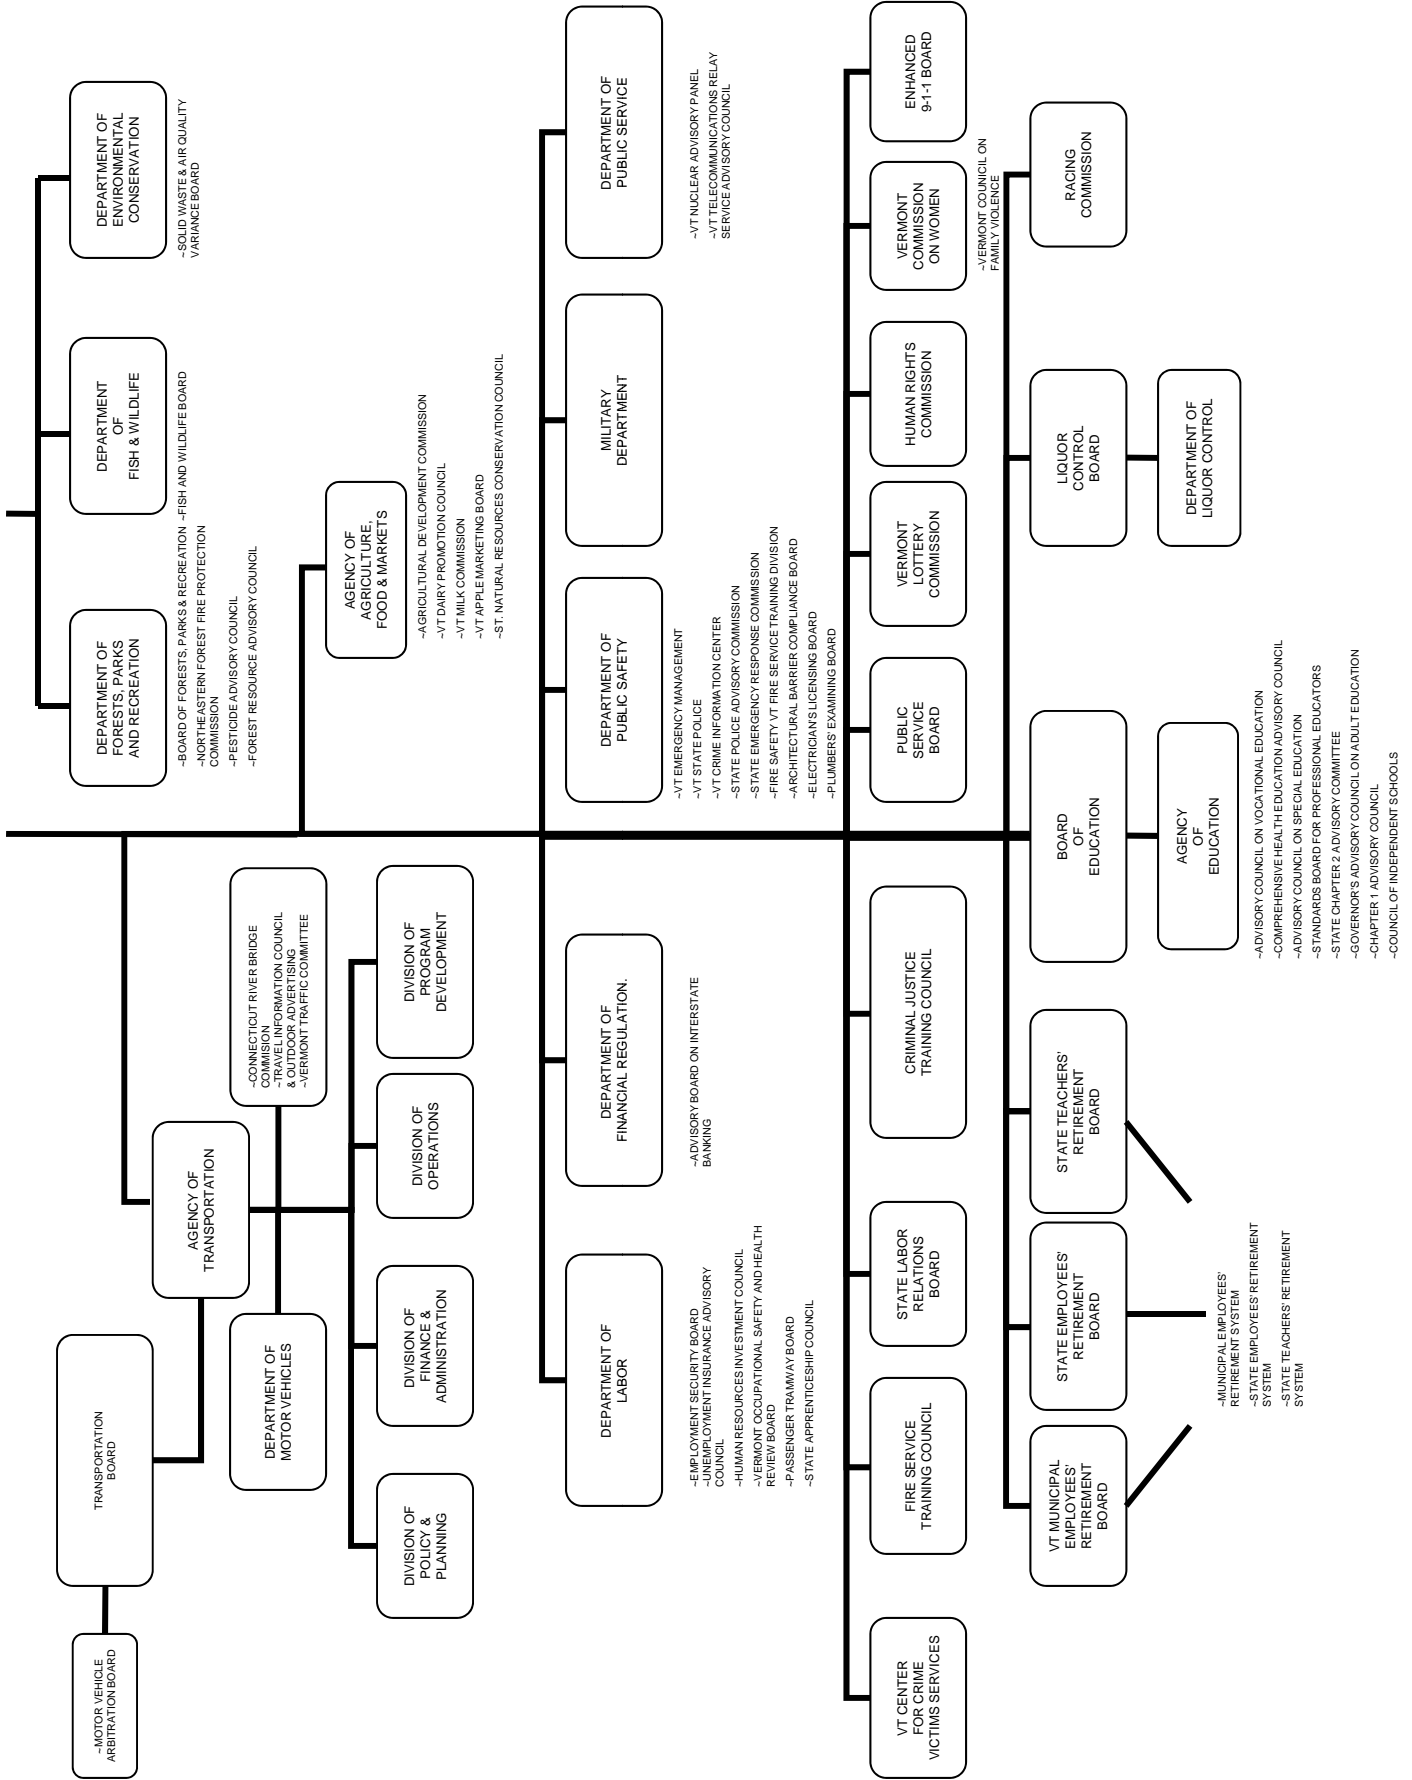 ~MOTOR VEHICLE
ARBITRATION BOARD
TRANSPORTATION
BOARD
AGENCY OF
TRANSPORTATION
DEPARTMENT OF
MOTOR VEHICLES
~CONNECTICUT RIVER BRIDGE
COMMISION
~TRAVEL INFORMATION COUNCIL
& OUTDOOR ADVERTISING
~VERMONT TRAFFIC COMMITTEE
DIVISION OF
POLICY &
PLANNING
DIVISION OF
FINANCE &
ADMINISTRATION
DIVISION OF
OPERATIONS
DIVISION OF
PROGRAM
DEVELOPMENT
DEPARTMENT OF
FORESTS, PARKS
AND RECREATION
~BOARD OF FORESTS, PARKS & RECREATION
~NORTHEASTERN FOREST FIRE PROTECTION
COMMISSION
~PESTICIDE ADVISORY COUNCIL
~FOREST RESOURCE ADVISORY COUNCIL
DEPARTMENT
OF
FISH & WILDLIFE
~FISH AND WILDLIFE BOARD
DEPARTMENT OF
ENVIRONMENTAL
CONSERVATION
~SOLID WASTE & AIR QUALITY
VARIANCE BOARD
AGENCY OF
AGRICULTURE,
FOOD & MARKETS
~AGRICULTURAL DEVELOPMENT COMMISSION
~VT DAIRY PROMOTION COUNCIL
~VT MILK COMMISSION
~VT APPLE MARKETING BOARD
~ST. NATURAL RESOURCES CONSERVATION COUNCIL
DEPARTMENT OF
LABOR
~EMPLOYMENT SECURITY BOARD
~UNEMPLOYMENT INSURANCE ADVISORY
COUNCIL
~HUMAN RESOURCES INVESTMENT COUNCIL
~VERMONT OCCUPATIONAL SAFETY AND HEALTH
REVIEW BOARD
~PASSENGER TRAMWAY BOARD
~STATE APPRENTICESHIP COUNCIL
DEPARTMENT OF
FINANCIAL REGULATION.
~ADVISORY BOARD ON INTERSTATE
BANKING
DEPARTMENT OF
PUBLIC SAFETY
~VT EMERGENCY MANAGEMENT
~VT STATE POLICE
~VT CRIME INFORMATION CENTER
~STATE POLICE ADVISORY COMMISSION
~STATE EMERGENCY RESPONSE COMMISSION
~FIRE SAFETY VT FIRE SERVICE TRAINING DIVISION
~ARCHITECTURAL BARRIER COMPLIANCE BOARD
~ELECTRICIAN'S LICENSING BOARD
~PLUMBERS' EXAMINING BOARD
MILITARY
DEPARTMENT
DEPARTMENT OF
PUBLIC SERVICE
~VT NUCLEAR ADVISORY PANEL
~VT TELECOMMUNICATIONS RELAY
SERVICE ADVISORY COUNCIL
VT CENTER
FOR CRIME
VICTIMS SERVICES
FIRE SERVICE
TRAINING COUNCIL
STATE LABOR
RELATIONS
BOARD
CRIMINAL JUSTICE
TRAINING COUNCIL
PUBLIC
SERVICE
BOARD
VERMONT
LOTTERY
COMMISSION
HUMAN RIGHTS
COMMISSION
VERMONT
COMMISSION
ON WOMEN
~VERMONT COUNCIL ON
FAMILY VIOLENCE
ENHANCED
9-1-1 BOARD
VT MUNICIPAL
EMPLOYEES'
RETIREMENT
BOARD
STATE EMPLOYEES'
RETIREMENT
BOARD
STATE TEACHERS'
RETIREMENT
BOARD
~MUNICIPAL EMPLOYEES'
RETIREMENT SYSTEM
~STATE EMPLOYEES' RETIREMENT
SYSTEM
~STATE TEACHERS' RETIREMENT
SYSTEM
BOARD
OF
EDUCATION
AGENCY
OF
EDUCATION
~ADVISORY COUNCIL ON VOCATIONAL EDUCATION
~COMPREHENSIVE HEALTH EDUCATION ADVISORY COUNCIL
~ADVISORY COUNCIL ON SPECIAL EDUCATION
~STANDARDS BOARD FOR PROFESSIONAL EDUCATORS
~STATE CHAPTER 2 ADVISORY COMMITTEE
~GOVERNOR'S ADVISORY COUNCIL ON ADULT EDUCATION
~CHAPTER 1 ADVISORY COUNCIL
~COUNCIL OF INDEPENDENT SCHOOLS
LIQUOR
CONTROL
BOARD
DEPARTMENT OF
LIQUOR CONTROL
RACING
COMMISSION